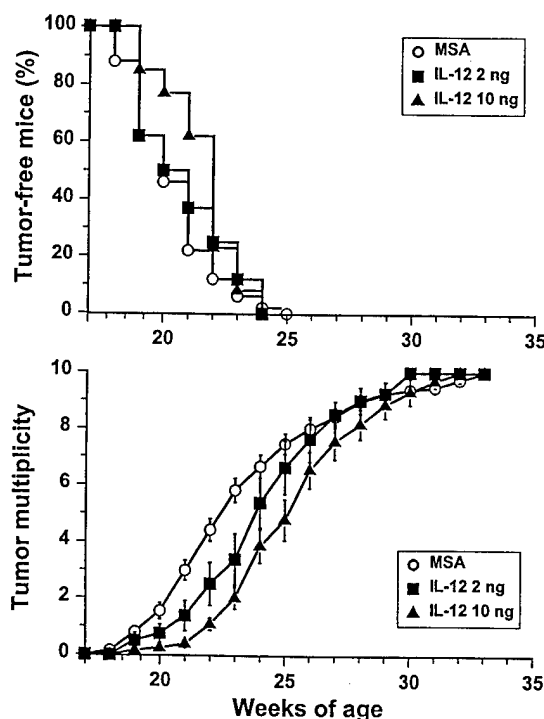 Tumor-free mice (%)
100
80
60
40
20
0
MSA
IL-12 2 ng
IL-12 10 ng
20
25
30
35
Tumor multiplicity
10
8
6
4
2
0
MSA
IL-12 2 ng
IL-12 10 ng
20
25
30
35
Weeks of age